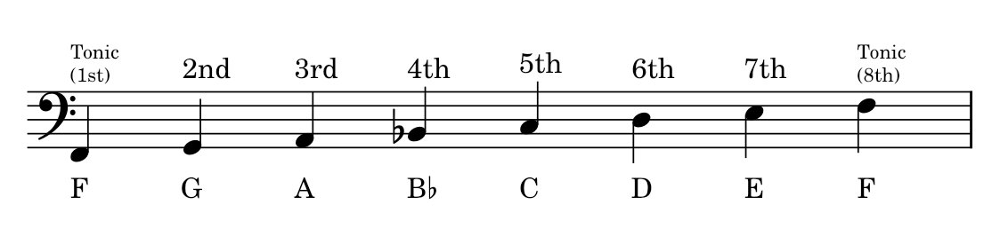 Tonic
(1st) 2nd 3rd 4th 5th 6th 7th Tonic
(8th)
F G A B♭ C D E F